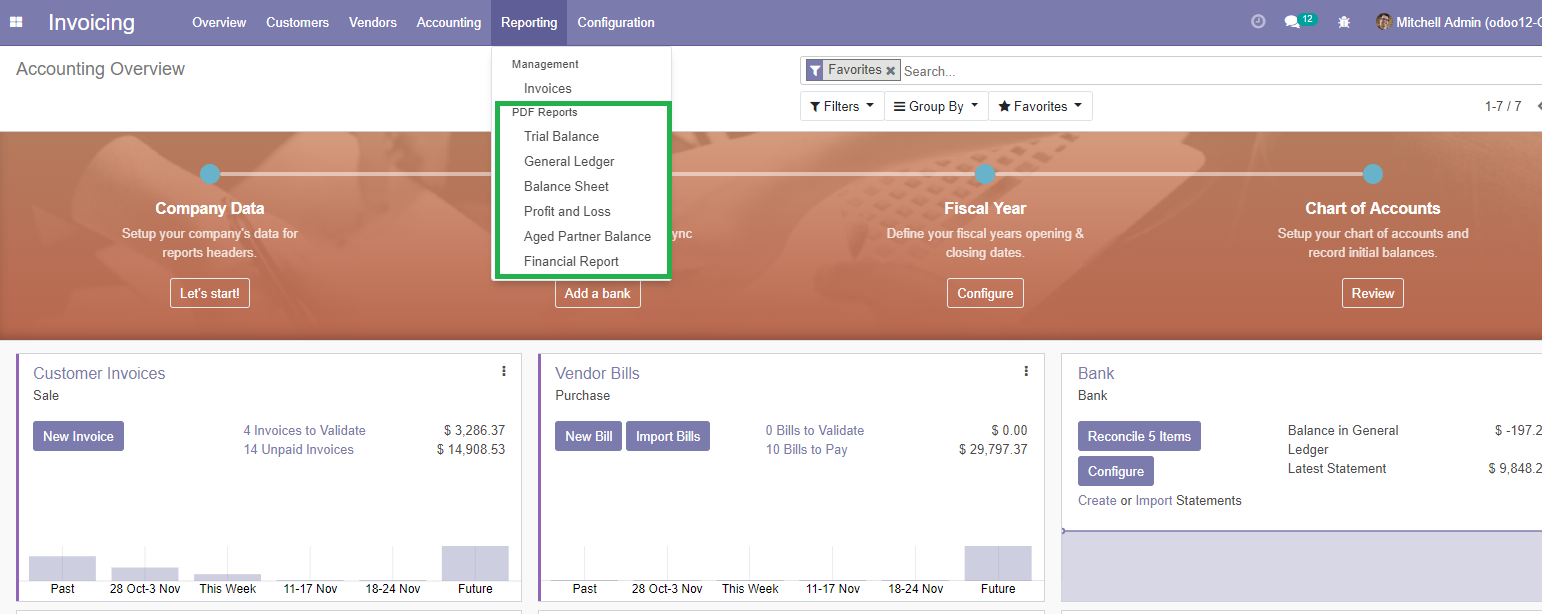 Invoicing
Overview
Customers
Vendors
Accounting
Reporting
Configuration
12
Mitchell Admin (odoo12-
Accounting Overview
Favorites
Search...
Filters
Group By
Favorites
1-7 / 7
Management
Invoices
PDF Reports
Trial Balance
General Ledger
Balance Sheet
Profit and Loss
Aged Partner Balance
Financial Report
Company Data
Setup your company's data for
reports headers.
Let's start!
ync
Add a bank
Fiscal Year
Define your fiscal years opening &
closing dates.
Configure
Chart of Accounts
Setup your chart of accounts and
record initial balances.
Review
Customer Invoices
Sale
New Invoice
4 Invoices to Validate $ 3,286.37
14 Unpaid Invoices $ 14,908.53
Past 28 Oct-3 Nov This Week 11-17 Nov 18-24 Nov Future
Vendor Bills
Purchase
New Bill
Import Bills
0 Bills to Validate $ 0.00
10 Bills to Pay $ 29,797.37
Past 28 Oct-3 Nov This Week 11-17 Nov 18-24 Nov Future
Bank
Bank
Reconcile 5 Items
Configure
Create or Import Statements
Balance in General $ -197.2
Ledger
Latest Statement $ 9,848.2